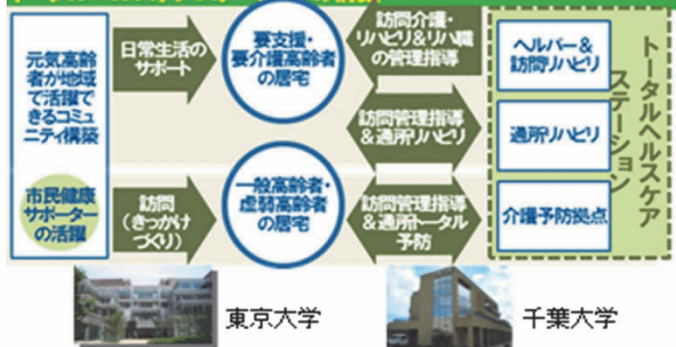 元気高齢
者が地域
で活躍で
きるコミュ
ニティ構築
市民健康
サポーター
の活躍
日常生活の
サポート
訪問
(きっかけ
づくり)
要支援・
要介護高齢者
の居宅
一般高齢者・
虚弱高齢者
の居宅
訪問介護・
リハビリ&リハ職
の管理指導
訪問管理指導
&通所リハビリ
訪問管理指導
&通所トータル
予防
ヘルパー&
訪問リハビリ
通所リハビリ
介護予防拠点
トータルヘルスケア
ステーション
東京大学
千葉大学